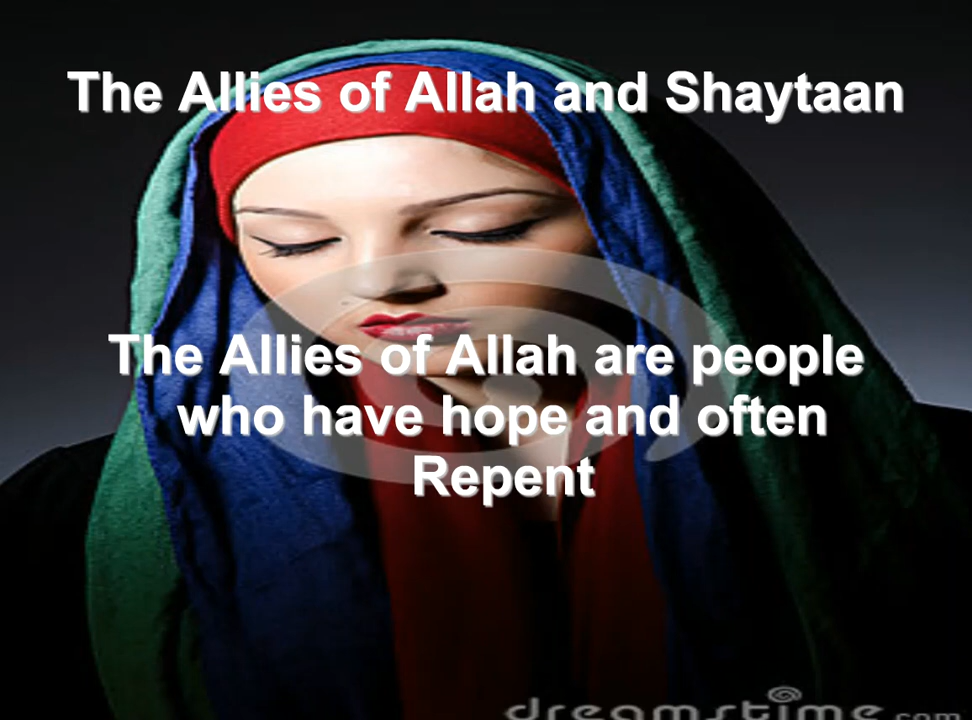 The Allies of Allah and Shaytaan
The Allies of Allah are people
who have hope and often
Repent
dreamstime.com